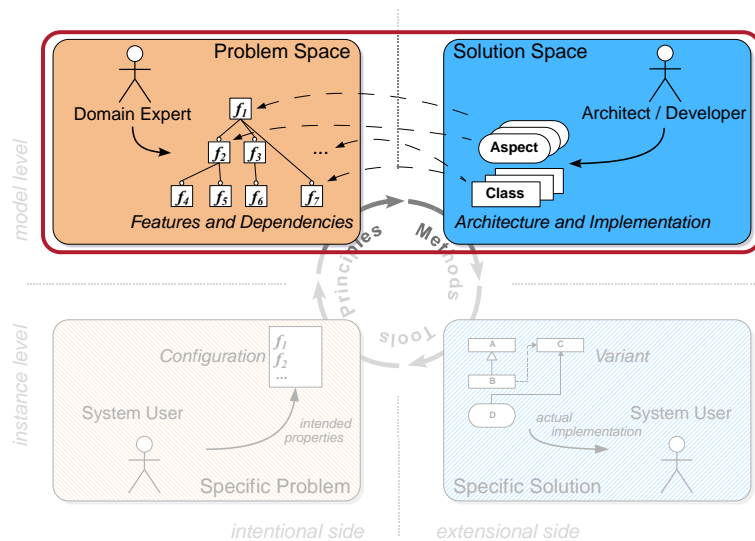 Problem Space
Solution Space
Domain Expert
Architect / Developer
f1
f2
f3
...
f4
f5
f6
f7
Aspect
Class
Features and Dependencies
Architecture and Implementation
model level
Principles
Methods
Tools
instance level
Configuration
f1
f2
...
System User
intended
properties
Specific Problem
A
C
B
D
Variant
actual
implementation
System User
Specific Solution
intentional side
extensional side